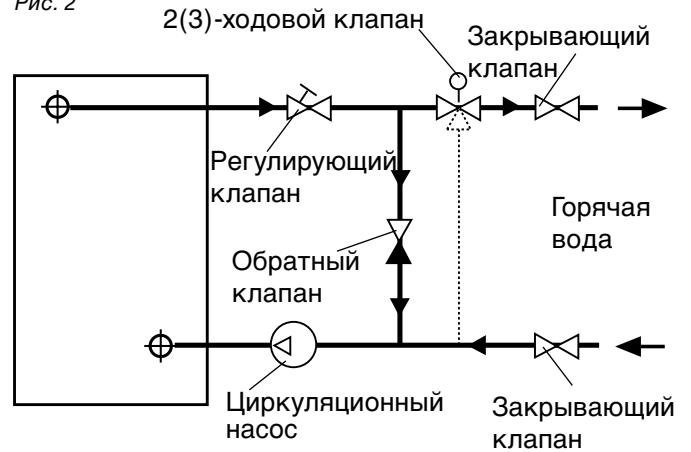 Рис. 2
2(3)-ходовой клапан
Закрывающий
клапан
Регулирующий
клапан
Горячая
вода
Обратный
клапан
Циркуляционный
насос
Закрывающий
клапан